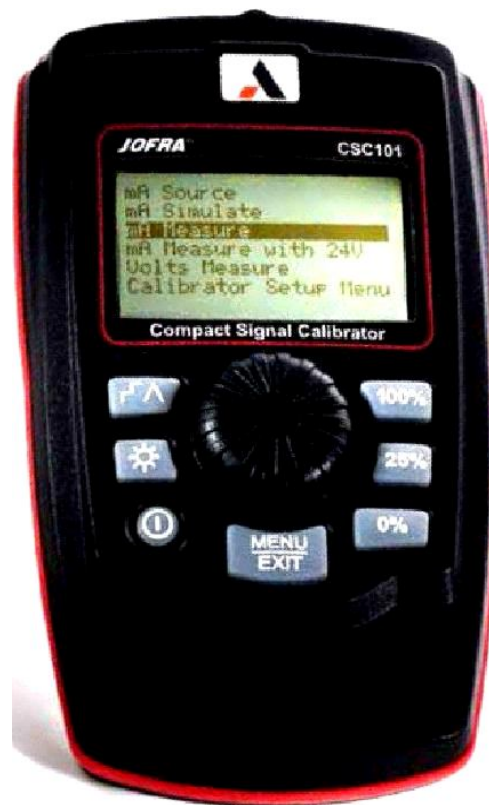 JOFRA™ CSC101
mA Source
mA Simulate
mA Measure
mA Measure with 24V
Volts Measure
Calibrator Setup Menu
Compact Signal Calibrator
100%
25%
0%
MENU
EXIT